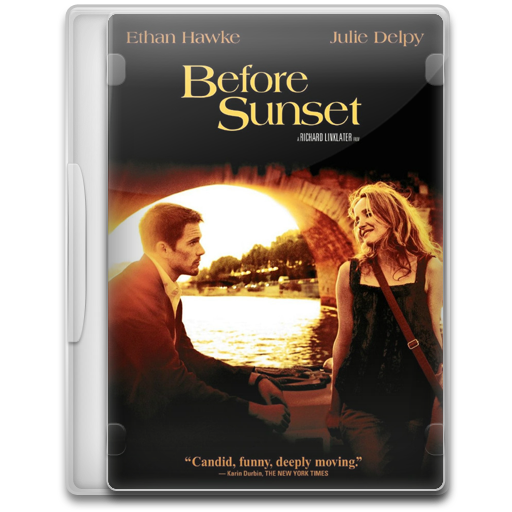 Ethan Hawke Julie Delpy
Before
Sunset
A RICHARD LINKLATER FILM
“Candid, funny, deeply moving.”
— Karin Durbin, THE NEW YORK TIMES